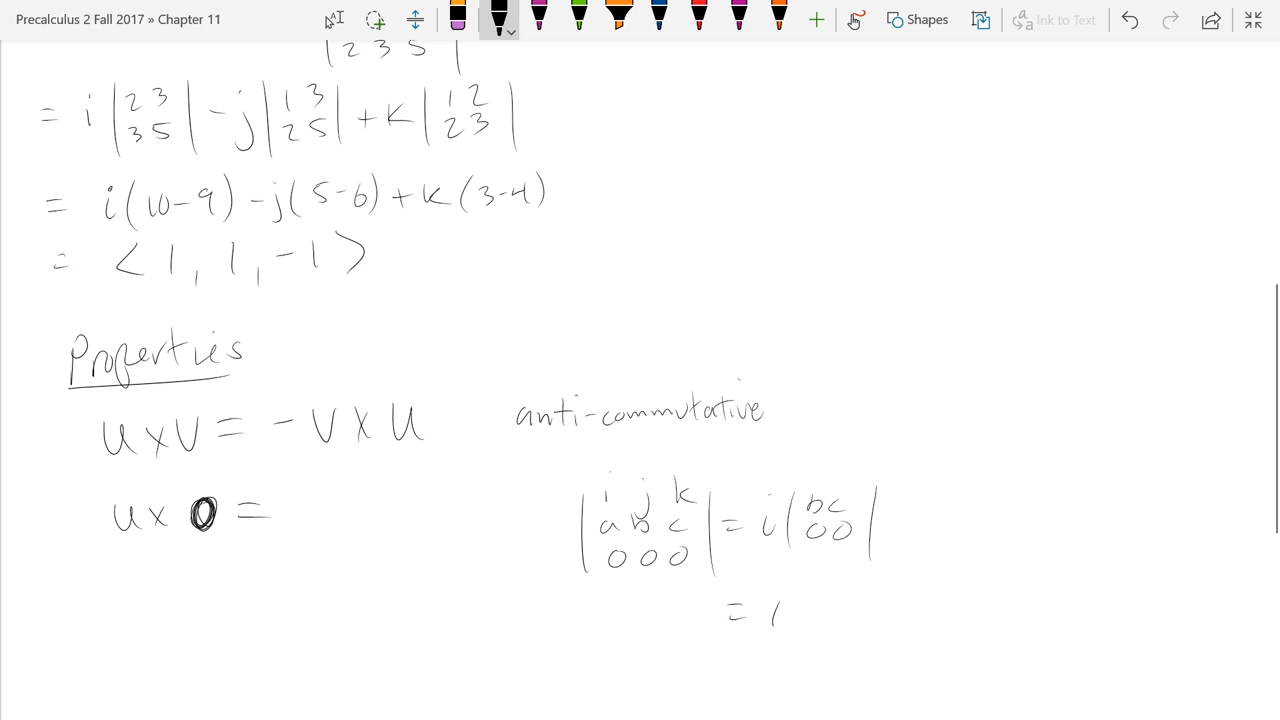 Precalculus 2 Fall 2017 » Chapter 11
Shapes
Ink to Text
| 2 3 5 |
= i | 2 3 | - j | 1 3 | + k | 1 2 |
| 3 5 | | 2 5 | | 2 3 |
= i(10-9) - j(5-6) + k(3-4)
= <1, 1, -1>
Properties
u x v = - v x u anti-commutative
u x 0 =
| i j k |
| a b c | = i | b c |
| 0 0 0 | | 0 0 |
= (